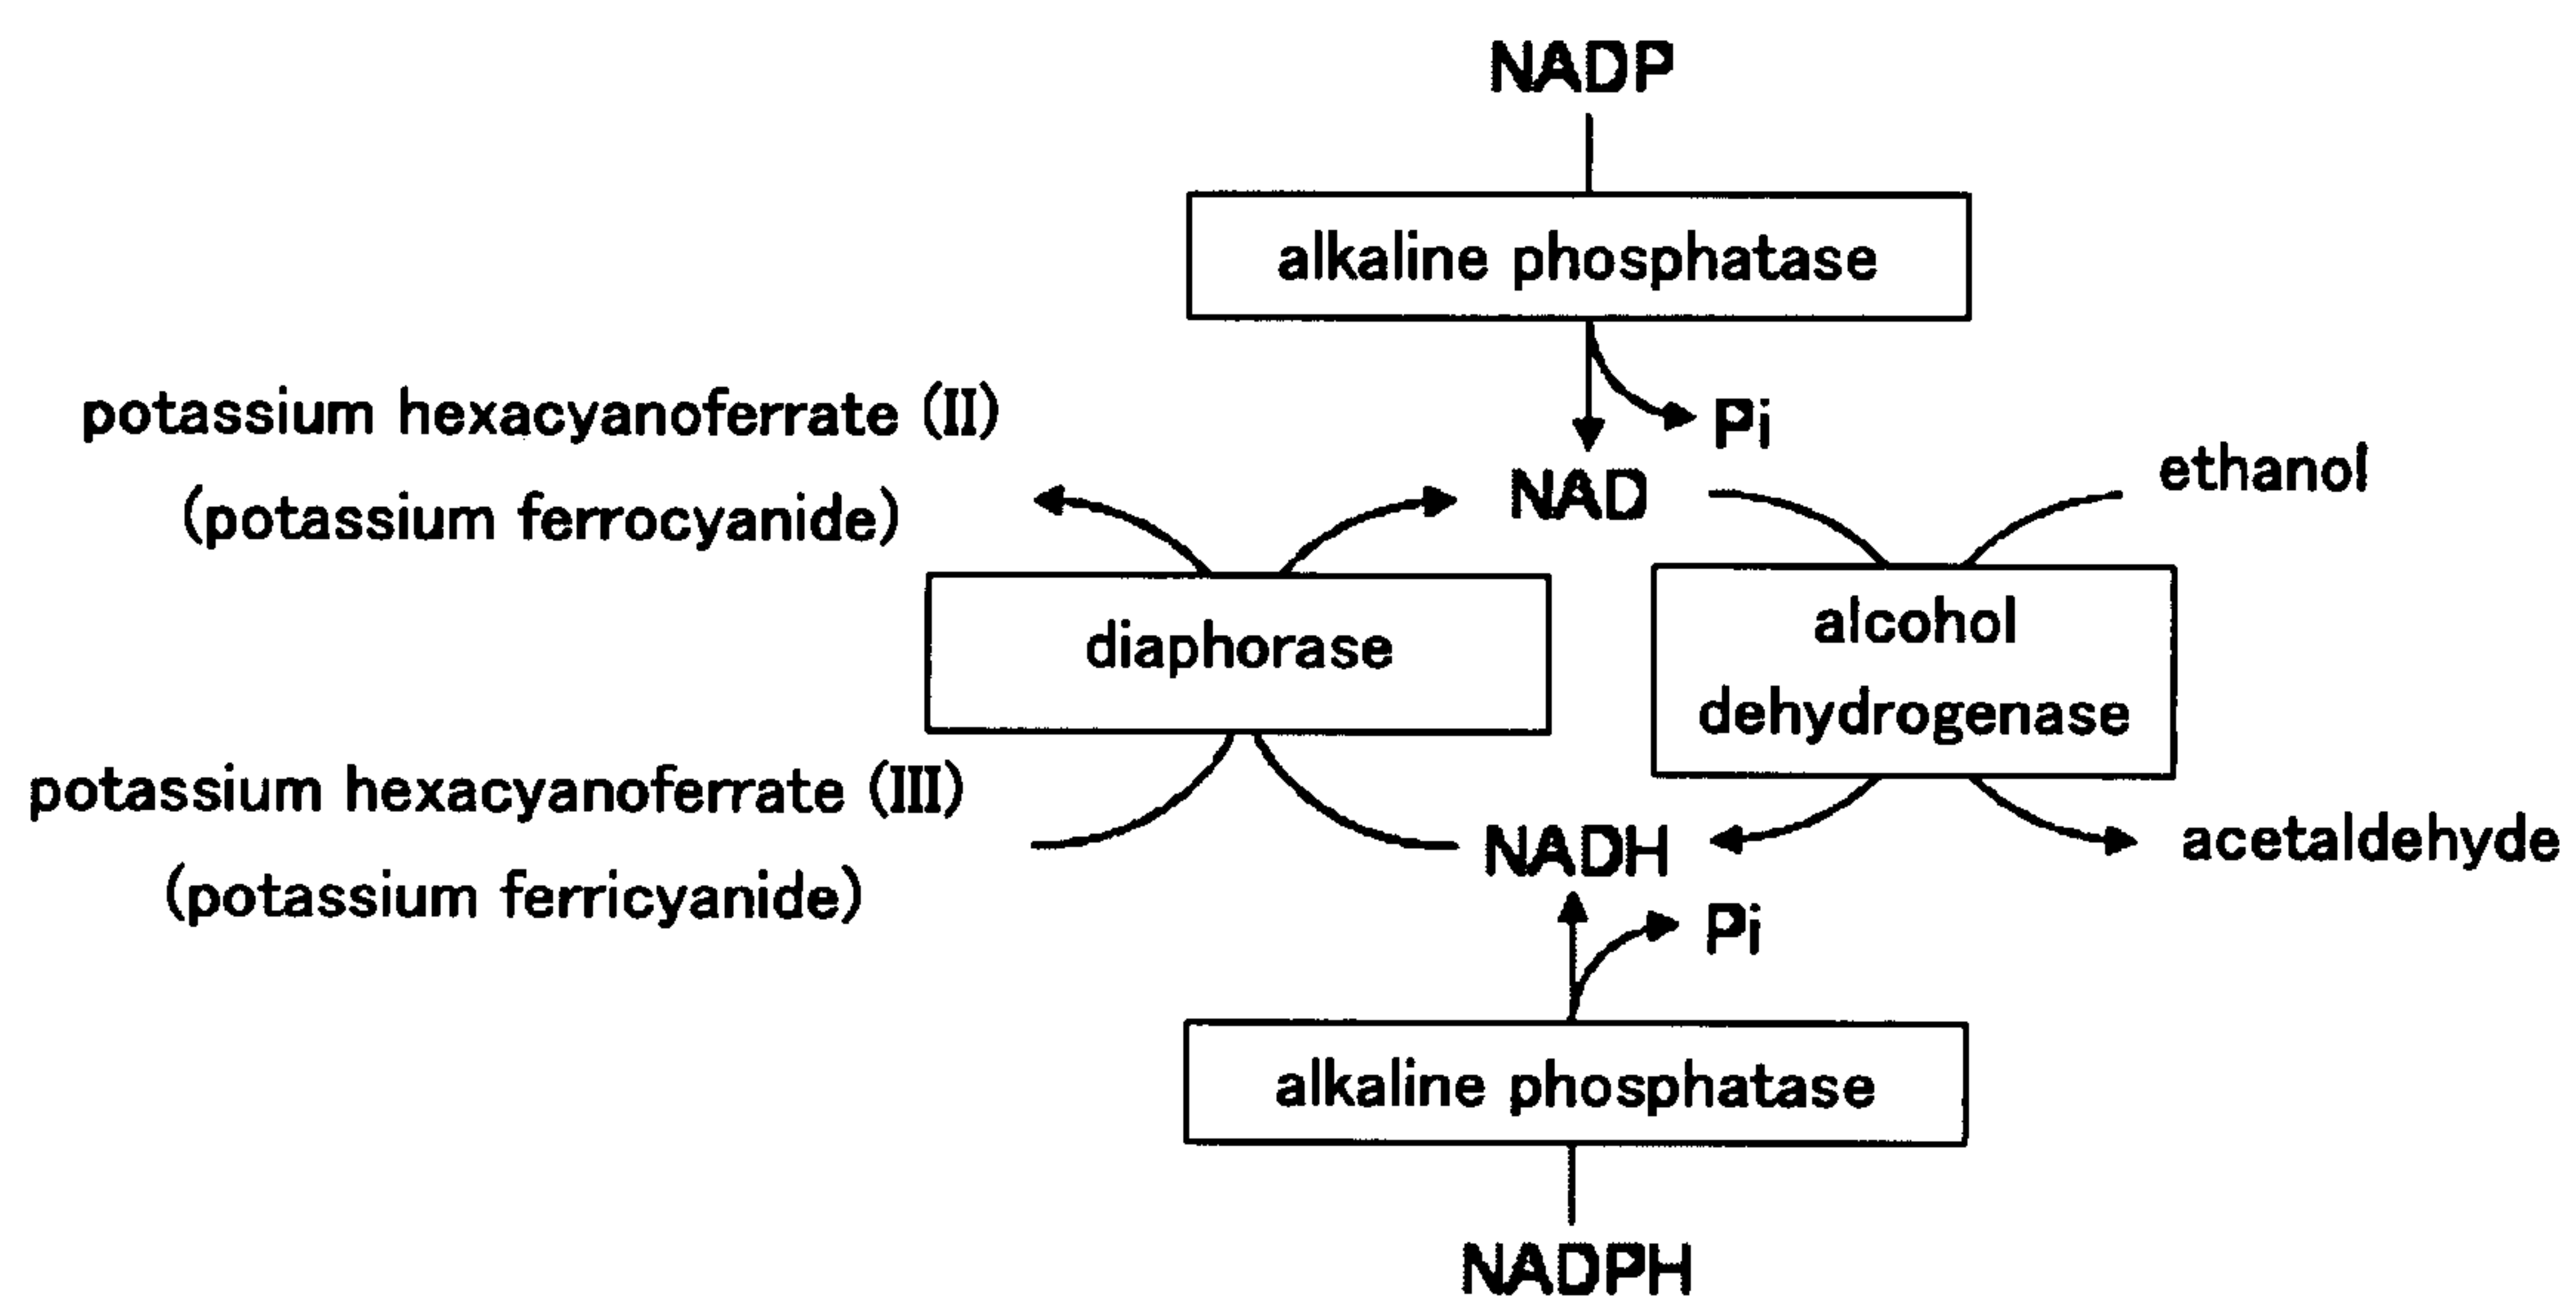 NADP
alkaline phosphatase
Pi
potassium hexacyanoferrate (II)
(potassium ferrocyanide)
NAD
ethanol
diaphorase
alcohol
dehydrogenase
potassium hexacyanoferrate (III)
(potassium ferricyanide)
NADH
acetaldehyde
Pi
alkaline phosphatase
NADPH